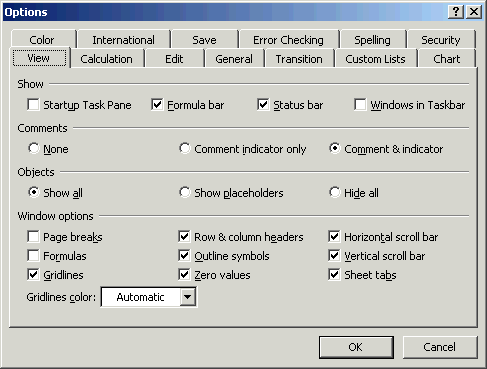 Options
Color International Save Error Checking Spelling Security
View Calculation Edit General Transition Custom Lists Chart
Show
Startup Task Pane Formula bar Status bar Windows in Taskbar
Comments
None Comment indicator only Comment & indicator
Objects
Show all Show placeholders Hide all
Window options
Page breaks Row & column headers Horizontal scroll bar
Formulas Outline symbols Vertical scroll bar
Gridlines Zero values Sheet tabs
Gridlines color: Automatic
OK Cancel